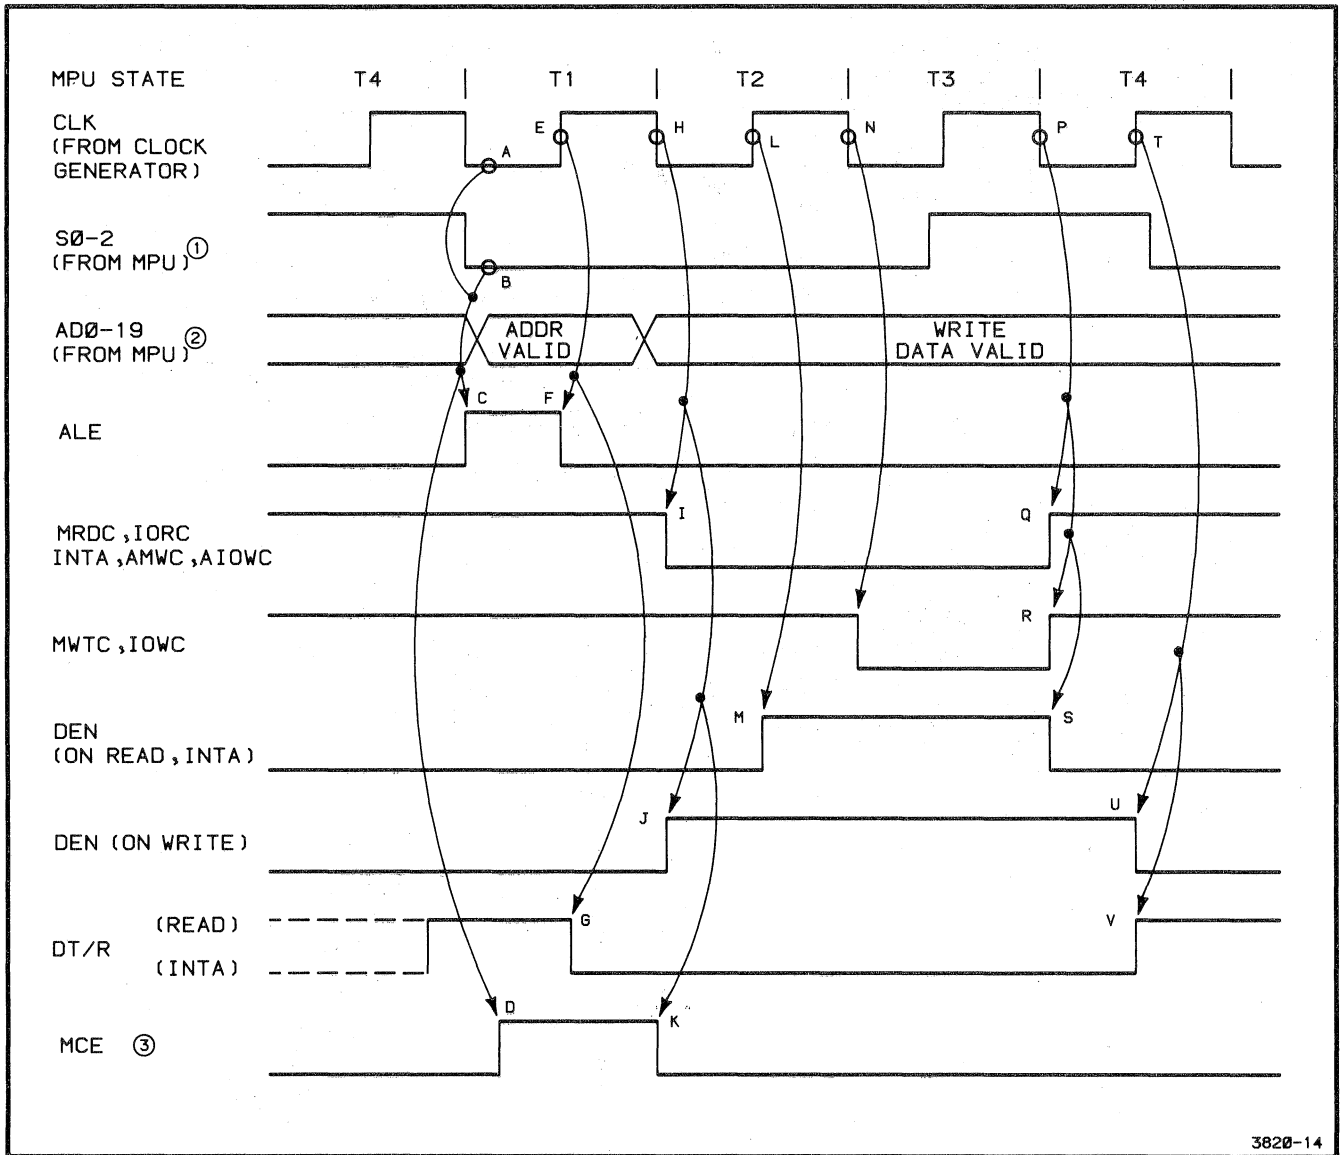 MPU STATE T4 T1 T2 T3 T4
CLK
(FROM CLOCK
GENERATOR)
A E H L N P T
SØ-2
(FROM MPU) ①
B
ADØ-19
(FROM MPU) ②
ADDR
VALID
WRITE
DATA VALID
C F
ALE
I Q
MRDC,IORC
INTA,AMWC,AIOWC
R
MWTC,IOWC
M S
DEN
(ON READ,INTA)
J U
DEN (ON WRITE)
(READ) G V
DT/R
(INTA)
D K
MCE ③
3820-14